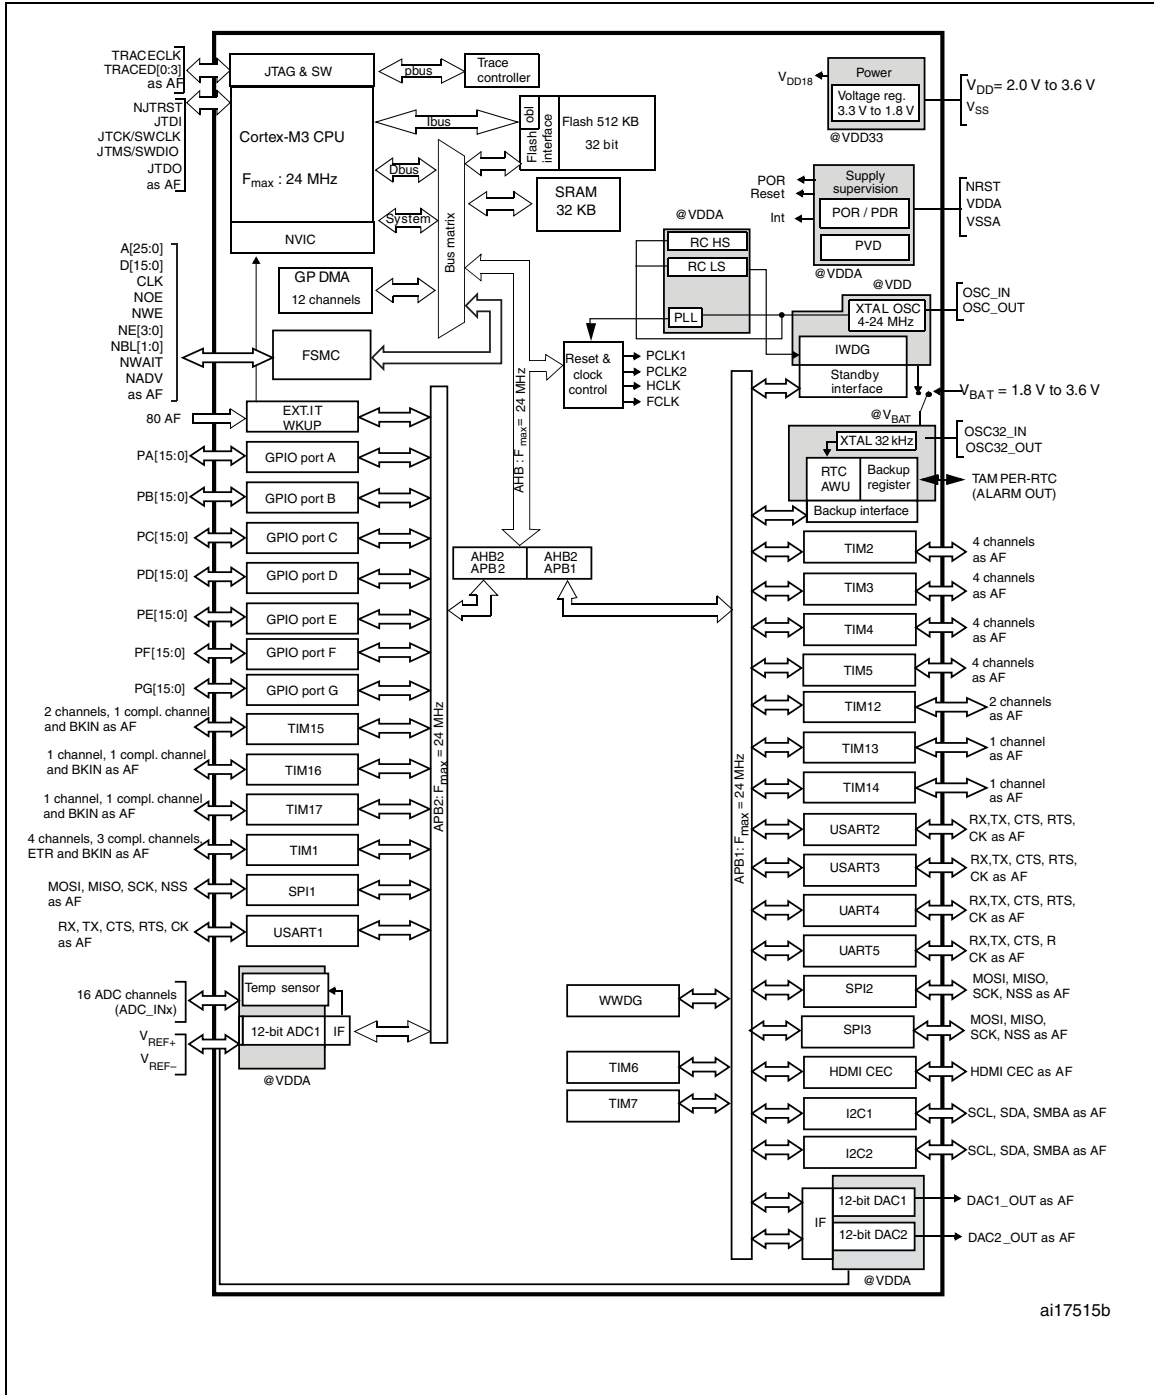 TRACECLK
TRACED[0:3]
as AF
NJTRST
JTDI
JTCK/SWCLK
JTMS/SWDIO
JTDO
as AF
JTAG & SW
pbus
Trace
controller
Cortex-M3 CPU
Fmax : 24 MHz
NVIC
Ibus
Dbus
System
Bus matrix
Flash obl
interface
Flash 512 KB
32 bit
SRAM
32 KB
GP DMA
12 channels
FSMC
A[25:0]
D[15:0]
CLK
NOE
NWE
NE[3:0]
NBL[1:0]
NWAIT
NADV
as AF
VDD18
Power
Voltage reg.
3.3 V to 1.8 V
@VDD33
VDD= 2.0 V to 3.6 V
VSS
POR
Reset
Int
Supply
supervision
POR / PDR
PVD
@VDDA
NRST
VDDA
VSSA
@VDDA
RC HS
RC LS
PLL
@VDD
XTAL OSC
4-24 MHz
IWDG
Standby
interface
OSC_IN
OSC_OUT
Reset &
clock
control
PCLK1
PCLK2
HCLK
FCLK
VBAT = 1.8 V to 3.6 V
@VBAT
XTAL 32 kHz
RTC
AWU
Backup
register
Backup interface
OSC32_IN
OSC32_OUT
TAMPER-RTC
(ALARM OUT)
AHB : Fmax= 24 MHz
AHB2
APB2
AHB2
APB1
APB2: Fmax = 24 MHz
APB1: Fmax = 24 MHz
80 AF
EXT.IT
WKUP
PA[15:0]
GPIO port A
PB[15:0]
GPIO port B
PC[15:0]
GPIO port C
PD[15:0]
GPIO port D
PE[15:0]
GPIO port E
PF[15:0]
GPIO port F
PG[15:0]
GPIO port G
2 channels, 1 compl. channel
and BKIN as AF
TIM15
1 channel, 1 compl. channel
and BKIN as AF
TIM16
1 channel, 1 compl. channel
and BKIN as AF
TIM17
4 channels, 3 compl. channels,
ETR and BKIN as AF
TIM1
MOSI, MISO, SCK, NSS
as AF
SPI1
RX, TX, CTS, RTS, CK
as AF
USART1
16 ADC channels
(ADC_INx)
VREF+
VREF–
Temp sensor
12-bit ADC1
IF
@VDDA
WWDG
TIM6
TIM7
TIM2
4 channels
as AF
TIM3
4 channels
as AF
TIM4
4 channels
as AF
TIM5
4 channels
as AF
TIM12
2 channels
as AF
TIM13
1 channel
as AF
TIM14
1 channel
as AF
USART2
RX,TX, CTS, RTS,
CK as AF
USART3
RX,TX, CTS, RTS,
CK as AF
UART4
RX,TX, CTS, RTS,
CK as AF
UART5
RX,TX, CTS, R
CK as AF
SPI2
MOSI, MISO,
SCK, NSS as AF
SPI3
MOSI, MISO,
SCK, NSS as AF
HDMI CEC
HDMI CEC as AF
I2C1
SCL, SDA, SMBA as AF
I2C2
SCL, SDA, SMBA as AF
IF
12-bit DAC1
DAC1_OUT as AF
12-bit DAC2
DAC2_OUT as AF
@VDDA
ai17515b